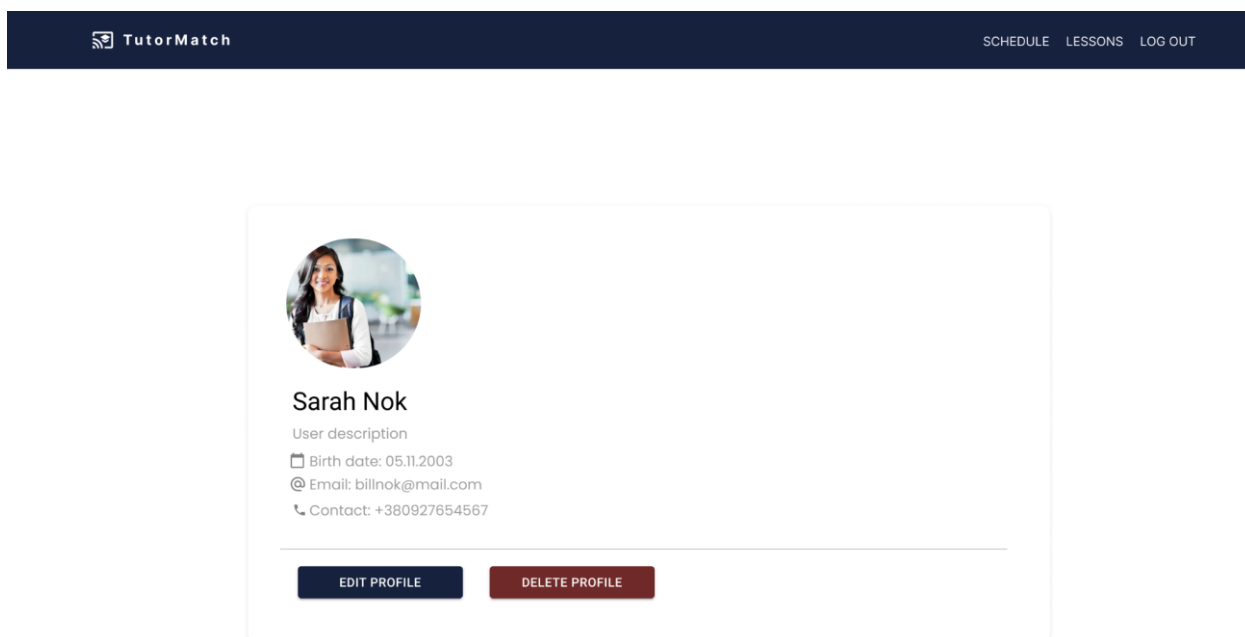 TutorMatch
SCHEDULE LESSONS LOG OUT
Sarah Nok
User description
Birth date: 05.11.2003
Email: billnok@mail.com
Contact: +380927654567
EDIT PROFILE DELETE PROFILE